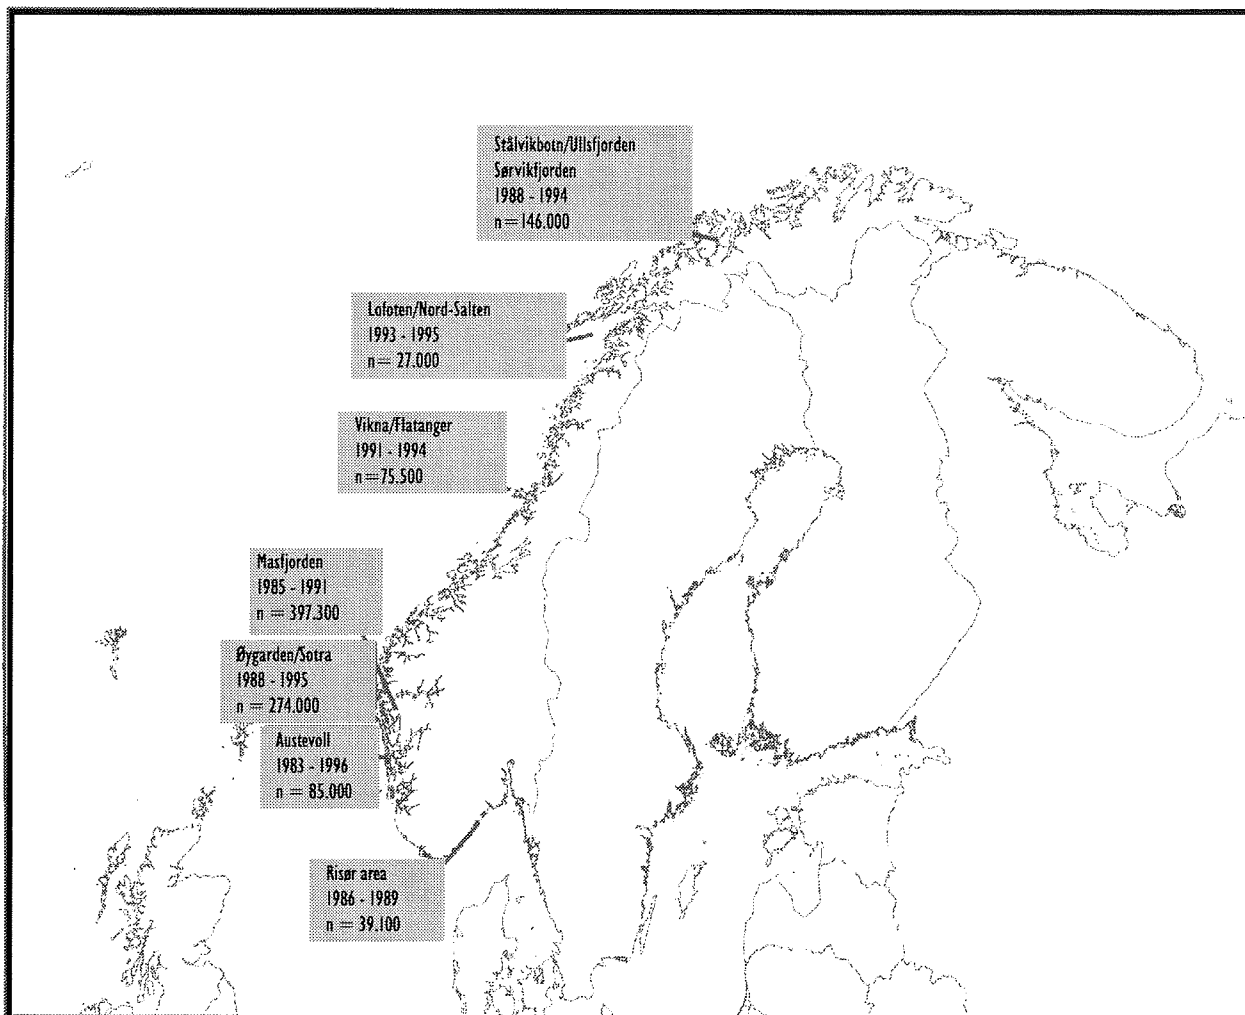 Stålvikbotn/Ullsfjorden
Sørvikfjorden
1988 - 1994
n = 146.000
Lofoten/Nord-Salten
1993 - 1995
n = 27.000
Vikna/Flatanger
1991 - 1994
n = 75.500
Masfjorden
1985 - 1991
n = 397.300
Øygarden/Sotra
1988 - 1995
n = 274.000
Austevoll
1983 - 1996
n = 85.000
Risør area
1986 - 1989
n = 39.100